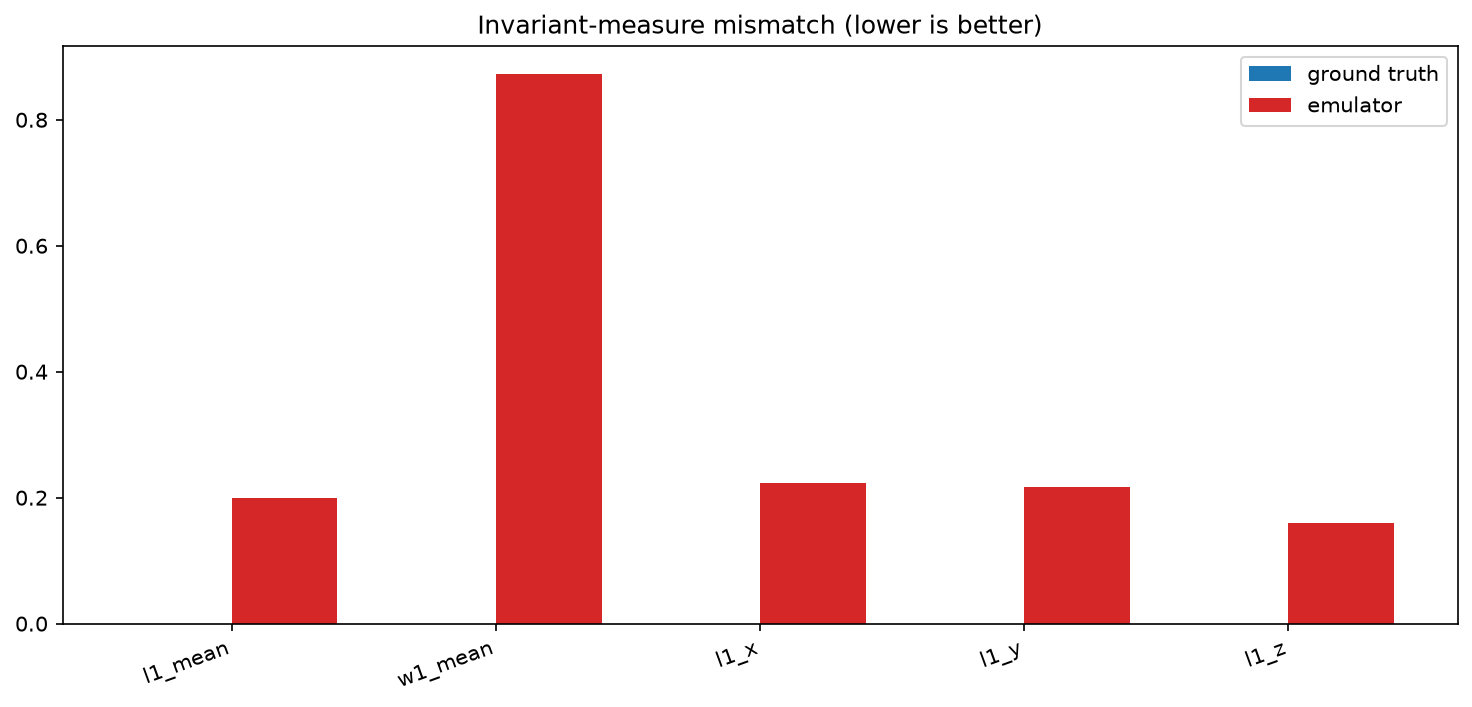 Invariant-measure mismatch (lower is better)
ground truth
emulator
0.8
0.6
0.4
0.2
0.0
l1_mean
w1_mean
l1_x
l1_y
l1_z